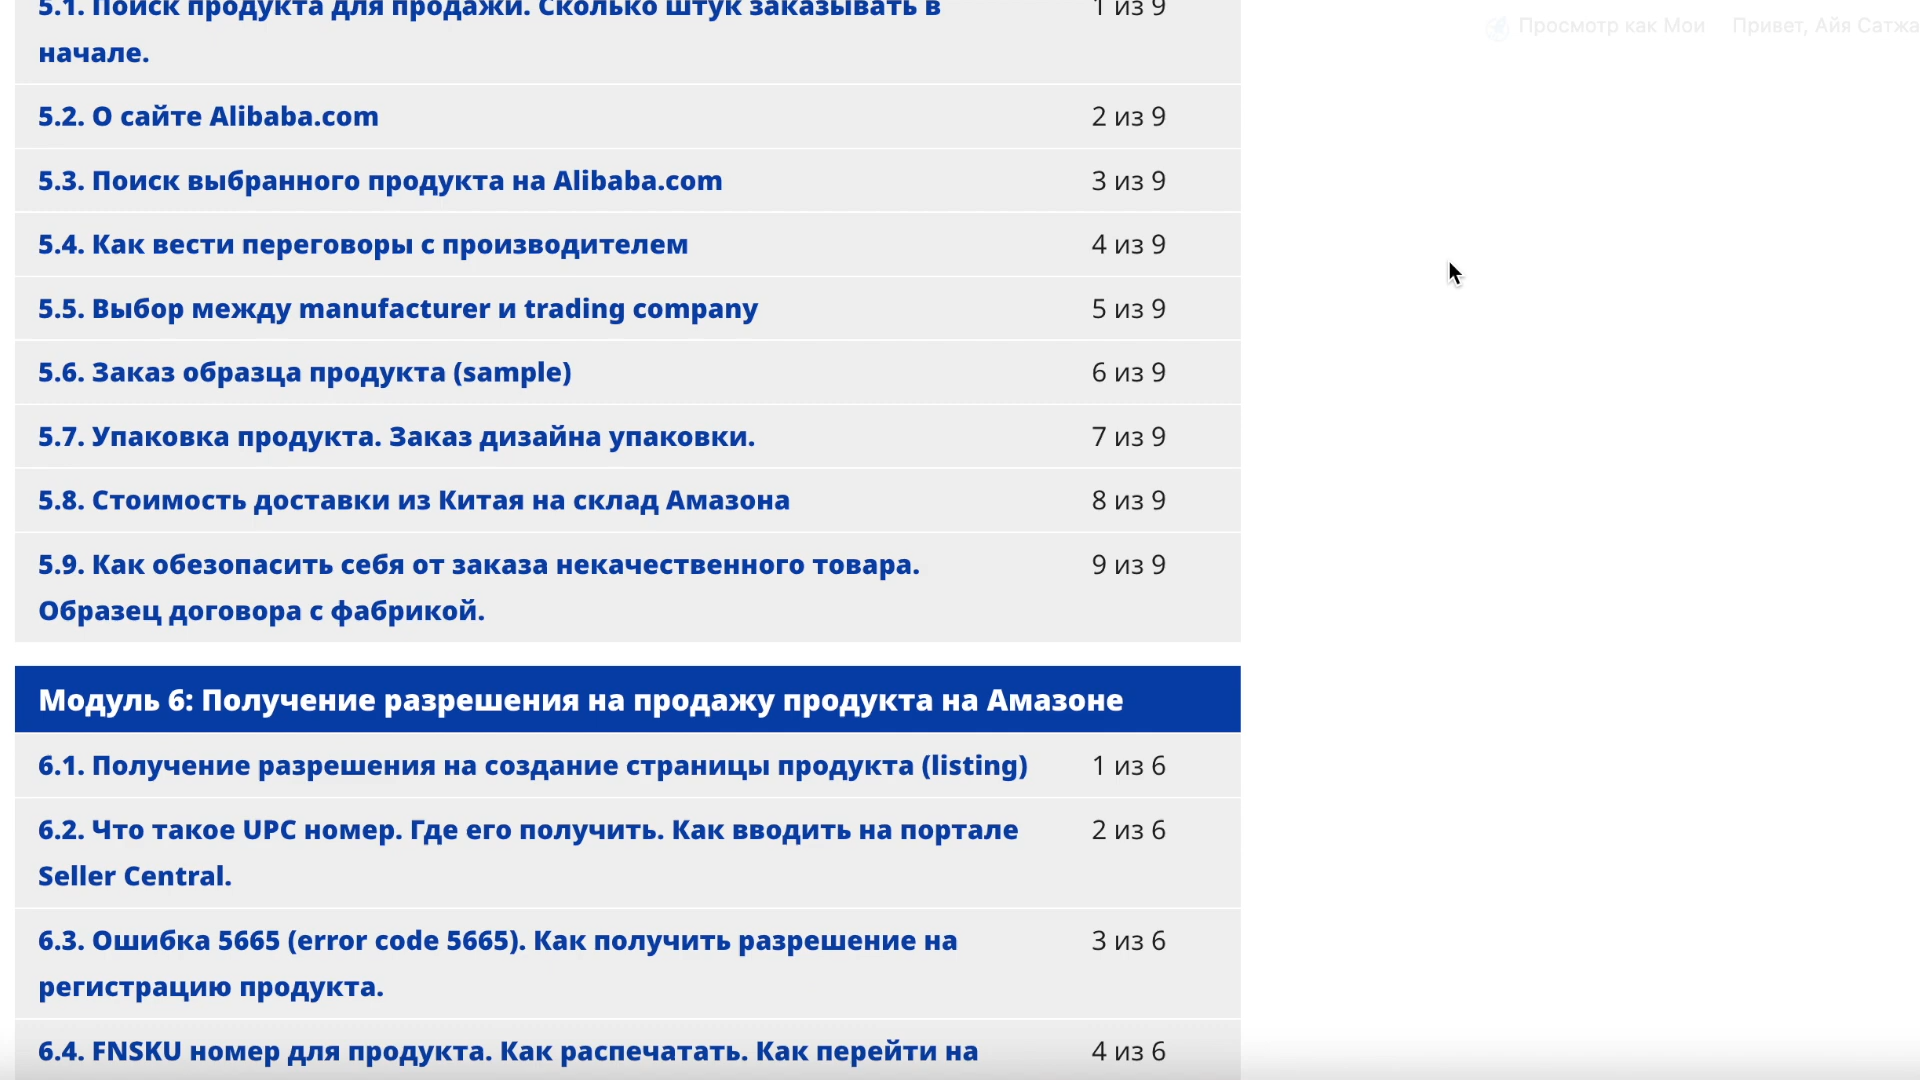 5.1. Поиск продукта для продажи. Сколько штук заказывать в 1 из 9
начале.
Просмотр как Мои Привет, Айя Сатжа
5.2. О сайте Alibaba.com 2 из 9
5.3. Поиск выбранного продукта на Alibaba.com 3 из 9
5.4. Как вести переговоры с производителем 4 из 9
5.5. Выбор между manufacturer и trading company 5 из 9
5.6. Заказ образца продукта (sample) 6 из 9
5.7. Упаковка продукта. Заказ дизайна упаковки. 7 из 9
5.8. Стоимость доставки из Китая на склад Амазона 8 из 9
5.9. Как обезопасить себя от заказа некачественного товара. 9 из 9
Образец договора с фабрикой.
Модуль 6: Получение разрешения на продажу продукта на Амазоне
6.1. Получение разрешения на создание страницы продукта (listing) 1 из 6
6.2. Что такое UPC номер. Где его получить. Как вводить на портале 2 из 6
Seller Central.
6.3. Ошибка 5665 (error code 5665). Как получить разрешение на 3 из 6
регистрацию продукта.
6.4. FNSKU номер для продукта. Как распечатать. Как перейти на 4 из 6